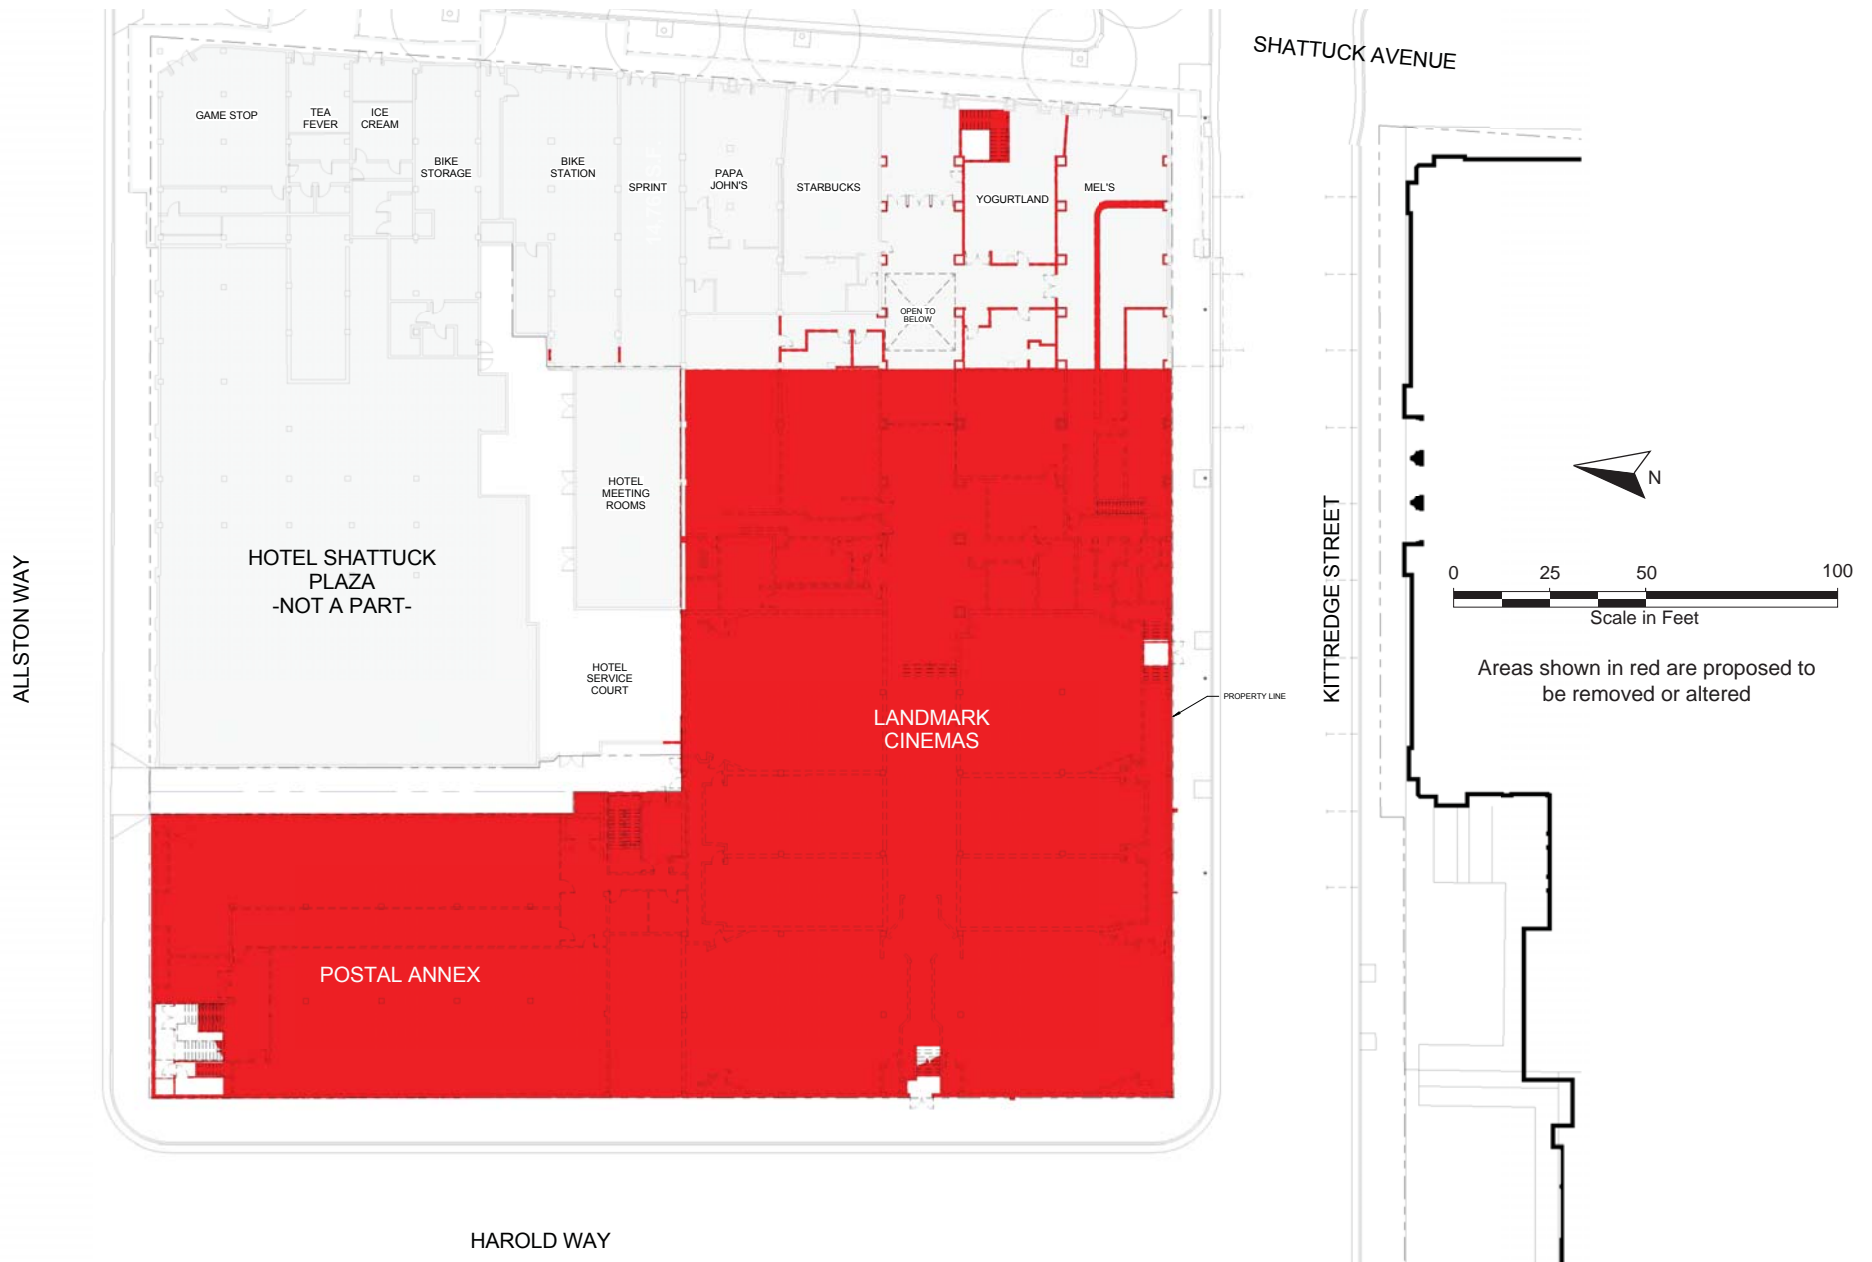 SHATTUCK AVENUE
GAME STOP
TEA
FEVER
ICE
CREAM
BIKE
STORAGE
BIKE
STATION
SPRINT
PAPA
JOHN'S
STARBUCKS
YOGURTLAND
MEL'S
OPEN TO
BELOW
HOTEL
MEETING
ROOMS
HOTEL SHATTUCK
PLAZA
-NOT A PART-
HOTEL
SERVICE
COURT
LANDMARK
CINEMAS
POSTAL ANNEX
PROPERTY LINE
ALLSTON WAY
KITTREDGE STREET
HAROLD WAY
N
0 25 50 100
Scale in Feet
Areas shown in red are proposed to
be removed or altered